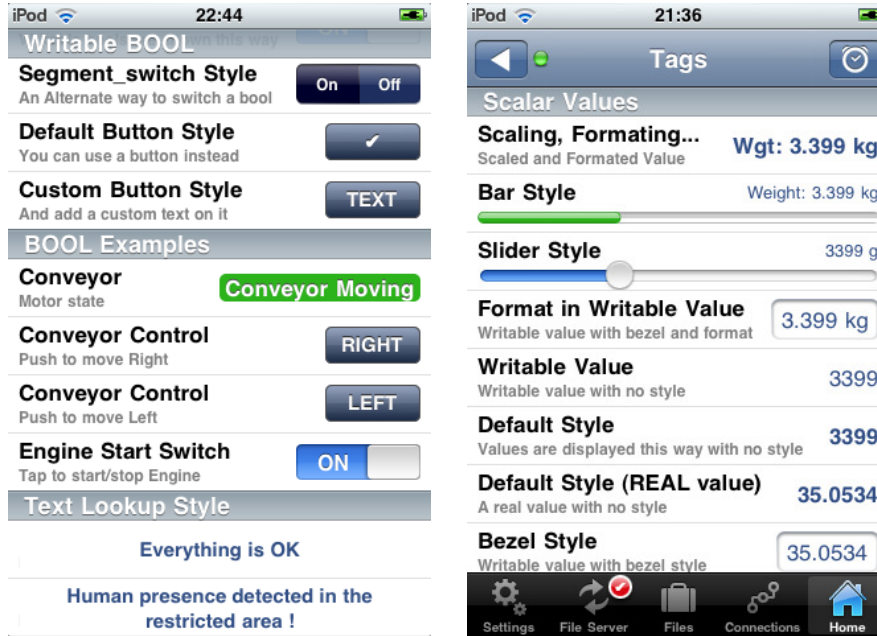 iPod 22:44
Writable BOOL
Segment_switch Style
An Alternate way to switch a bool
On Off
Default Button Style
You can use a button instead
Custom Button Style
And add a custom text on it
TEXT
BOOL Examples
Conveyor
Motor state
Conveyor Moving
Conveyor Control
Push to move Right
RIGHT
Conveyor Control
Push to move Left
LEFT
Engine Start Switch
Tap to start/stop Engine
ON
Text Lookup Style
Everything is OK
Human presence detected in the
restricted area !
iPod 21:36
Tags
Scalar Values
Scaling, Formating...
Scaled and Formated Value
Wgt: 3.399 kg
Bar Style
Weight: 3.399 kg
Slider Style
3399 g
Format in Writable Value
Writable value with bezel and format
3.399 kg
Writable Value
Writable value with no style
3399
Default Style
Values are displayed this way with no style
3399
Default Style (REAL value)
A real value with no style
35.0534
Bezel Style
Writable value with bezel style
35.0534
Settings File Server Files Connections Home